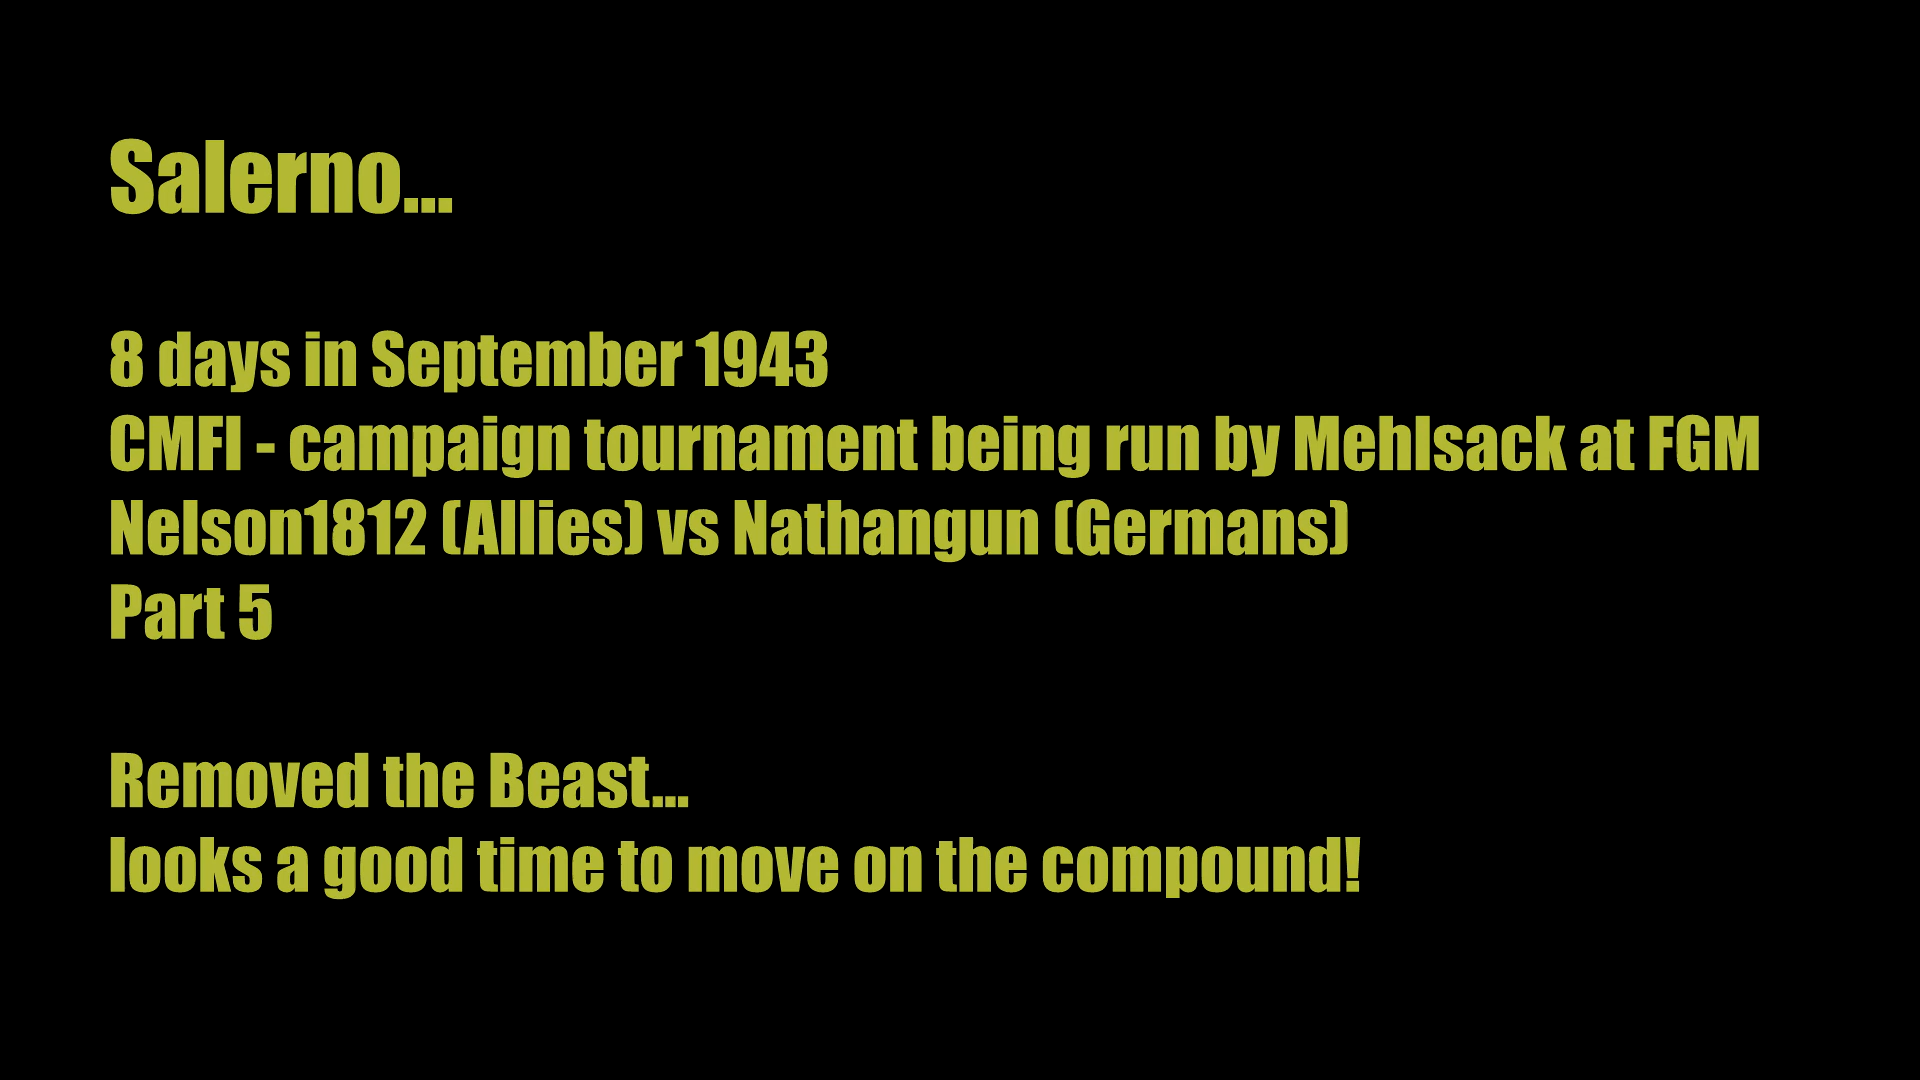 Salerno...
8 days in September 1943
CMFI - campaign tournament being run by Mehlsack at FGM
Nelson1812 (Allies) vs Nathangun (Germans)
Part 5
Removed the Beast...
looks a good time to move on the compound!